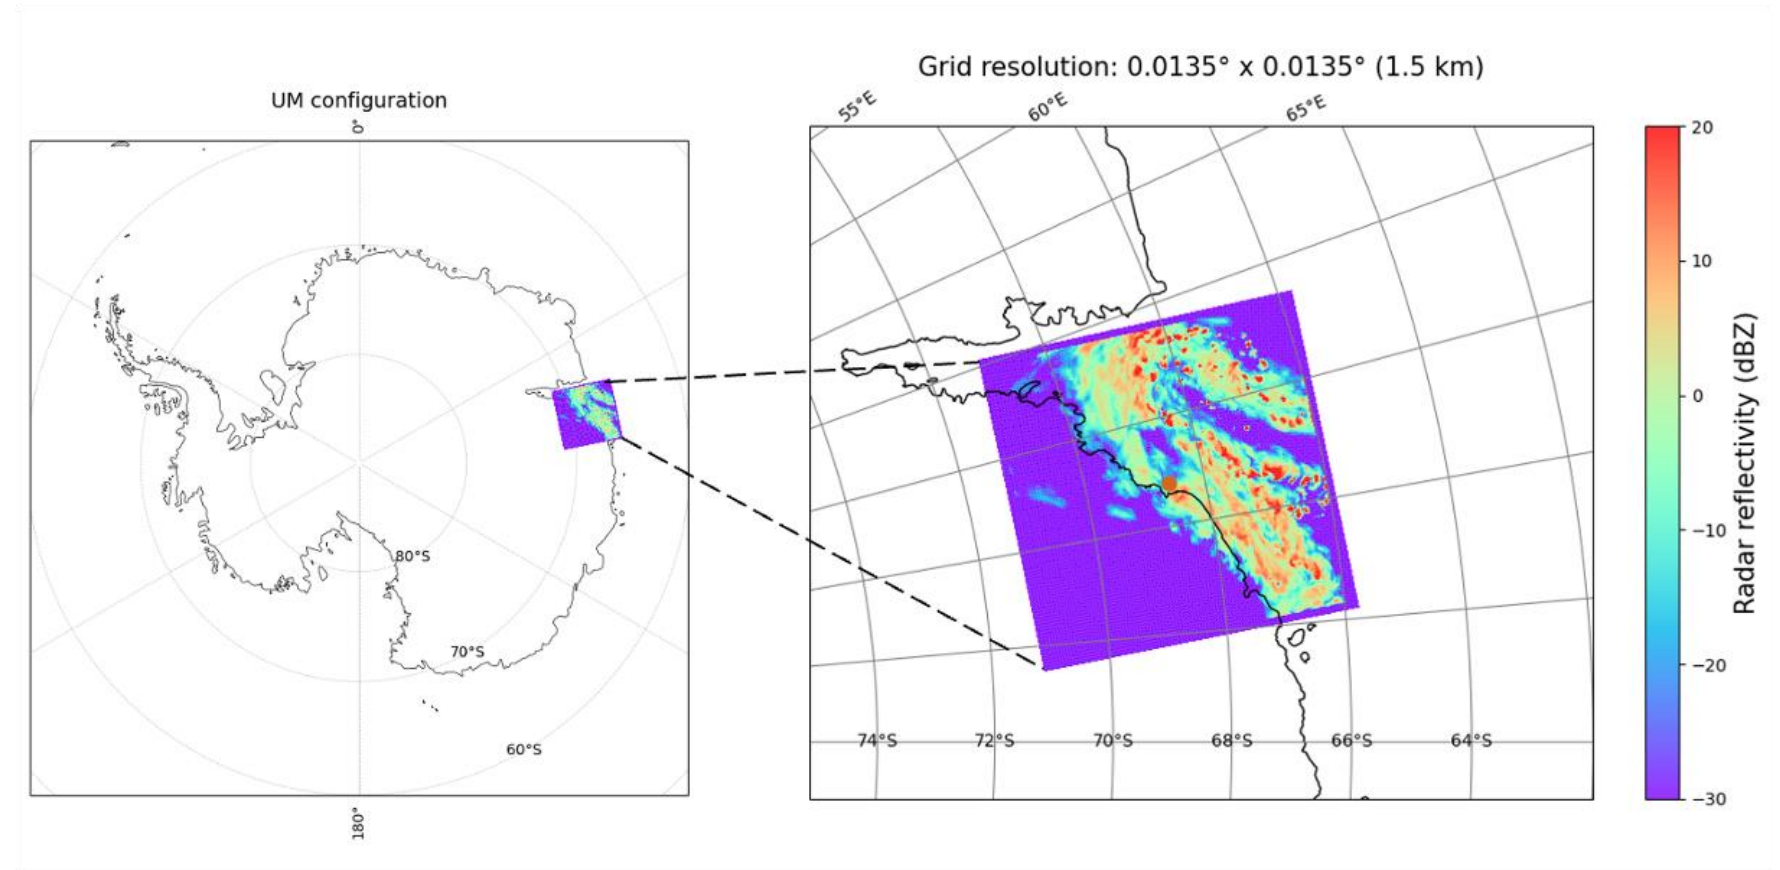 UM configuration
0°
80°S
70°S
60°S
180°
Grid resolution: 0.0135° x 0.0135° (1.5 km)
55°E
60°E
65°E
74°S
72°S
70°S
68°S
66°S
64°S
20
10
0
−10
−20
−30
Radar reflectivity (dBZ)